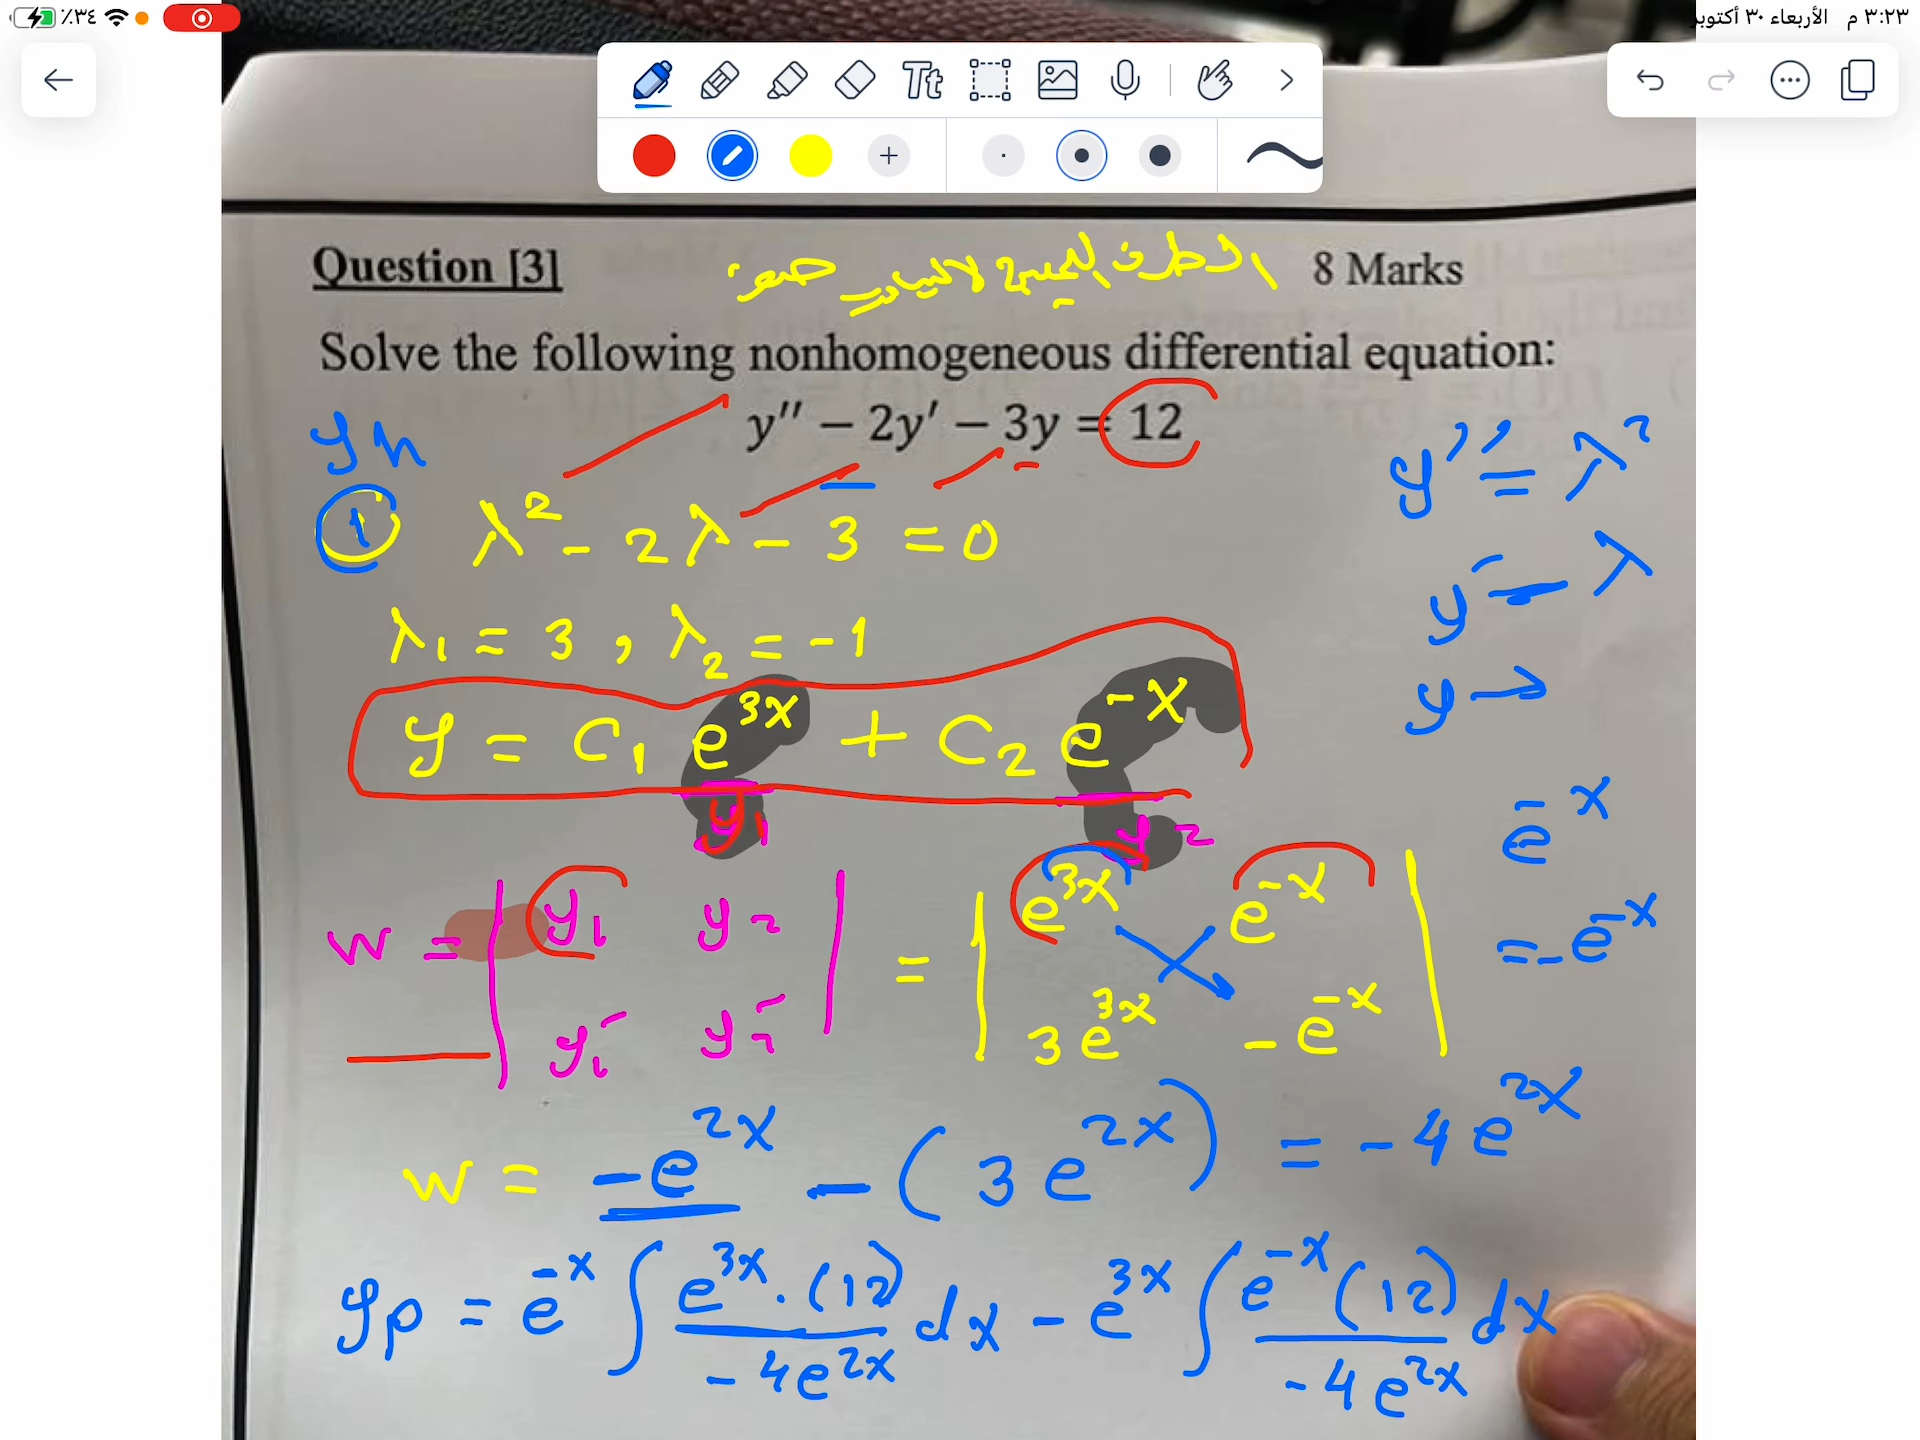 ٪٣٤
٣:٢٣ م الأربعاء ٣٠ أكتوبر
Tt
Question [3]
الطرف اليمين لا يساوي صفر
8 Marks
Solve the following nonhomogeneous differential equation:
y'' − 2y' − 3y = 12
yh
1 λ² - 2λ - 3 = 0
y'' = λ²
y' - λ
λ1 = 3 , λ2 = -1
y →
y = C1 e^3x + C2 e^-x
y1 y2
e^-x
= -e^-x
w = | y1 y2 | = | e^3x e^-x |
| y1' y2' | | 3e^3x -e^-x |
w = -e^2x - (3e^2x) = -4e^2x
yp = e^-x ∫ e^3x . (12) / -4e^2x dx - e^3x ∫ e^-x (12) / -4e^2x dx